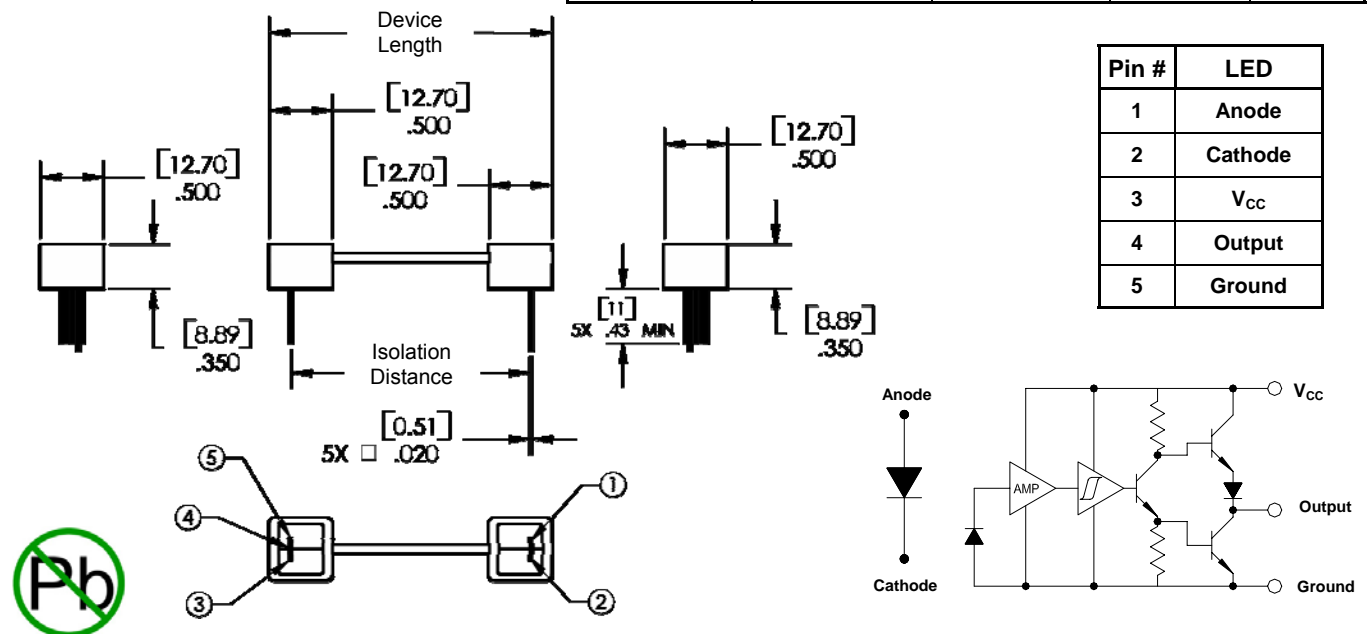 Device
Length
[12.70]
.500
[12.70]
.500
[12.70]
.500
[12.70]
.500
[8.89]
.350
[11]
5X .43 MIN
[8.89]
.350
Isolation
Distance
[0.51]
5X □ .020
5
4
3
1
2
Pb
Pin # LED
1 Anode
2 Cathode
3 VCC
4 Output
5 Ground
Anode
Cathode
AMP
VCC
Output
Ground